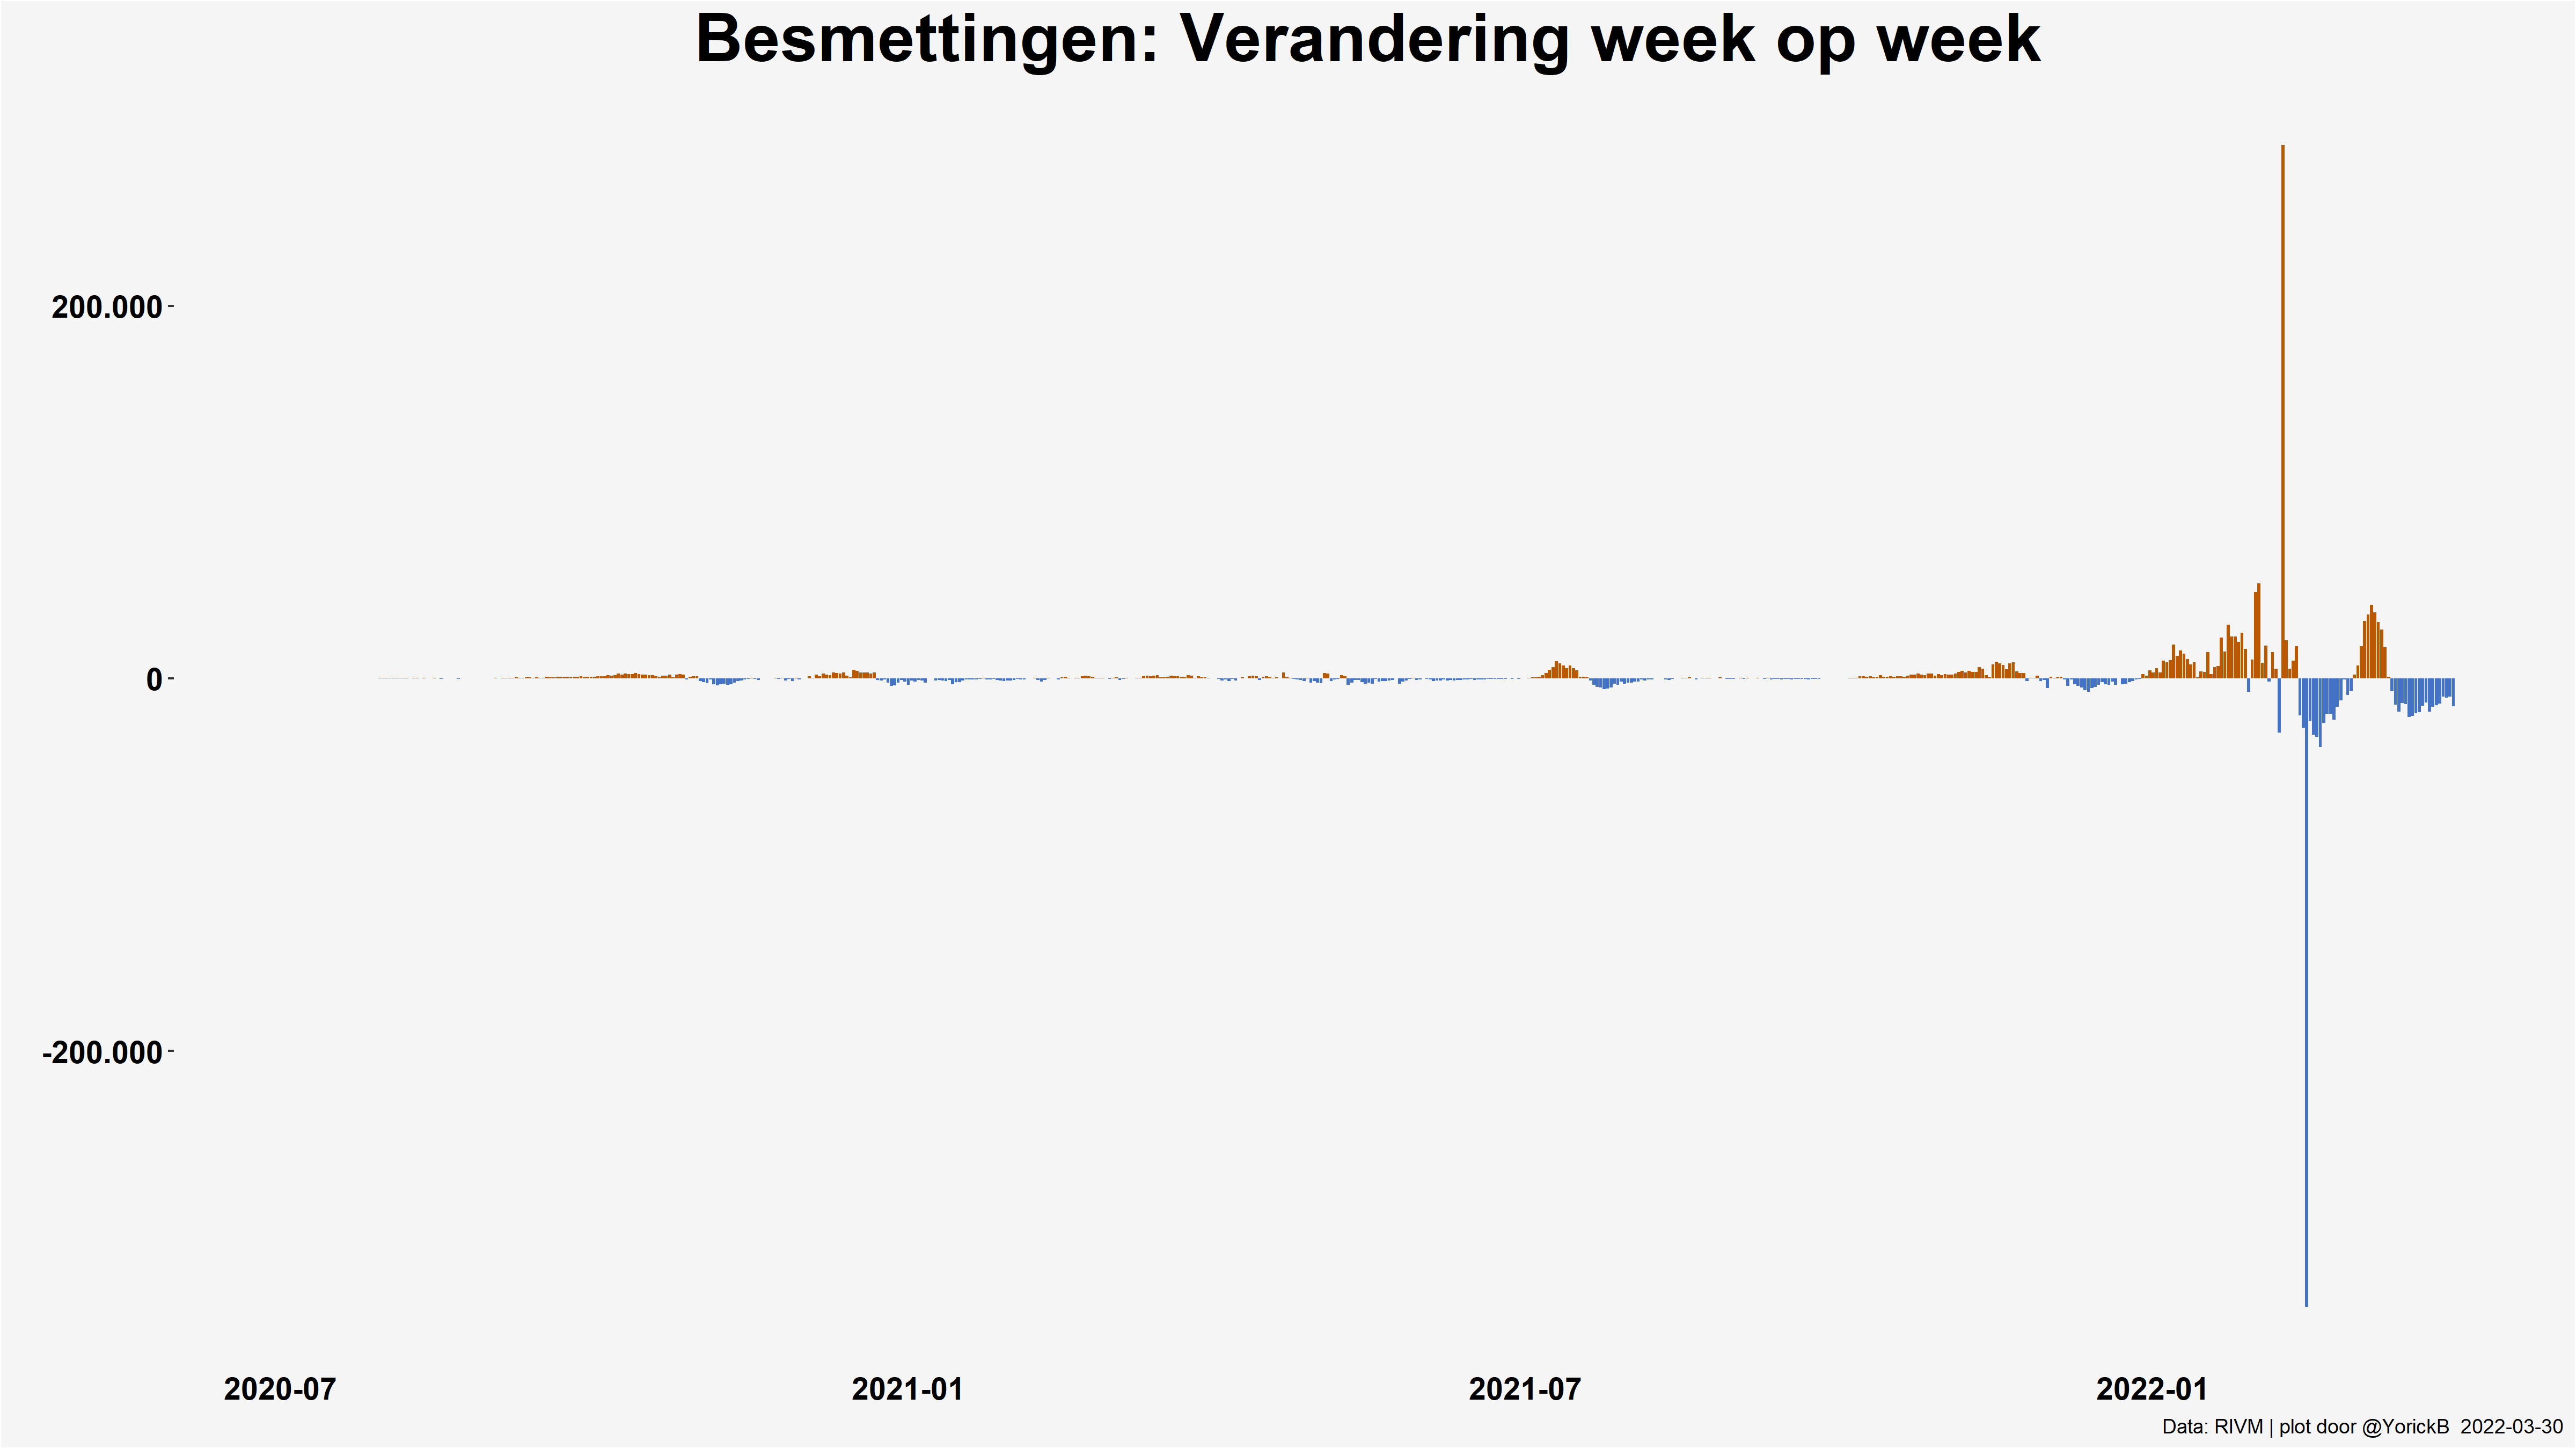 Besmettingen: Verandering week op week
200.000
0
-200.000
2020-07 2021-01 2021-07 2022-01
Data: RIVM | plot door @YorickB 2022-03-30